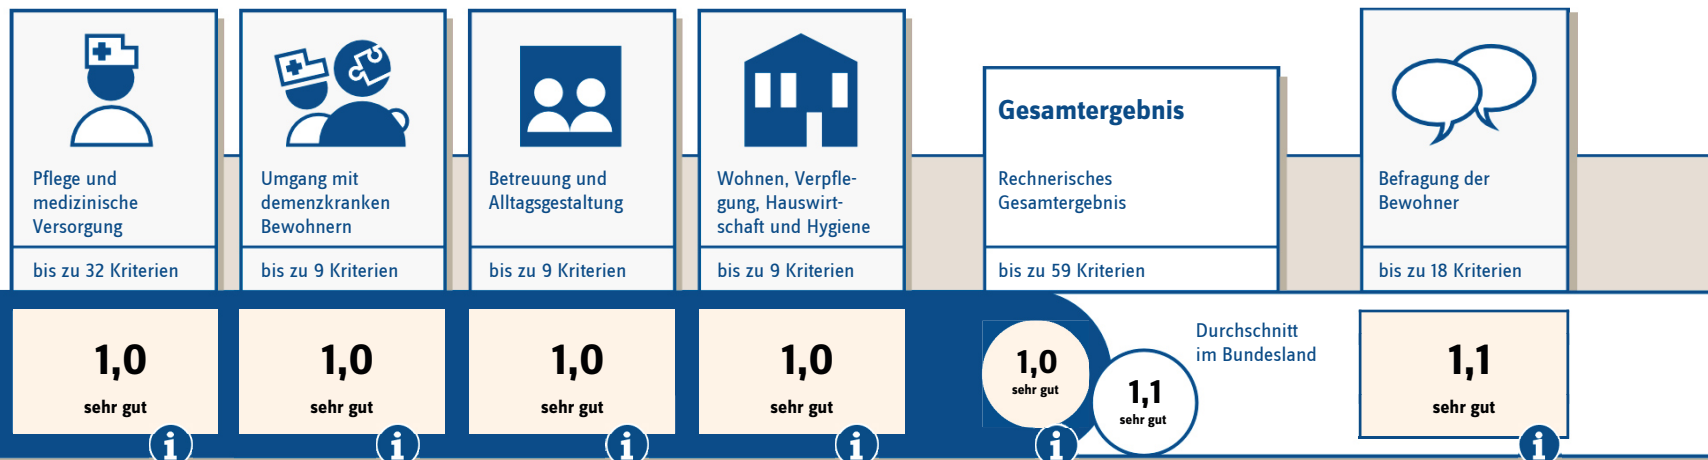 Pflege und
medizinische
Versorgung
bis zu 32 Kriterien
1,0
sehr gut
i
Umgang mit
demenzkranken
Bewohnern
bis zu 9 Kriterien
1,0
sehr gut
i
Betreuung und
Alltagsgestaltung
bis zu 9 Kriterien
1,0
sehr gut
i
Wohnen, Verpfle-
gung, Hauswirt-
schaft und Hygiene
bis zu 9 Kriterien
1,0
sehr gut
i
Gesamtergebnis
Rechnerisches
Gesamtergebnis
bis zu 59 Kriterien
1,0
sehr gut
i
1,1
sehr gut
Durchschnitt
im Bundesland
Befragung der
Bewohner
bis zu 18 Kriterien
1,1
sehr gut
i